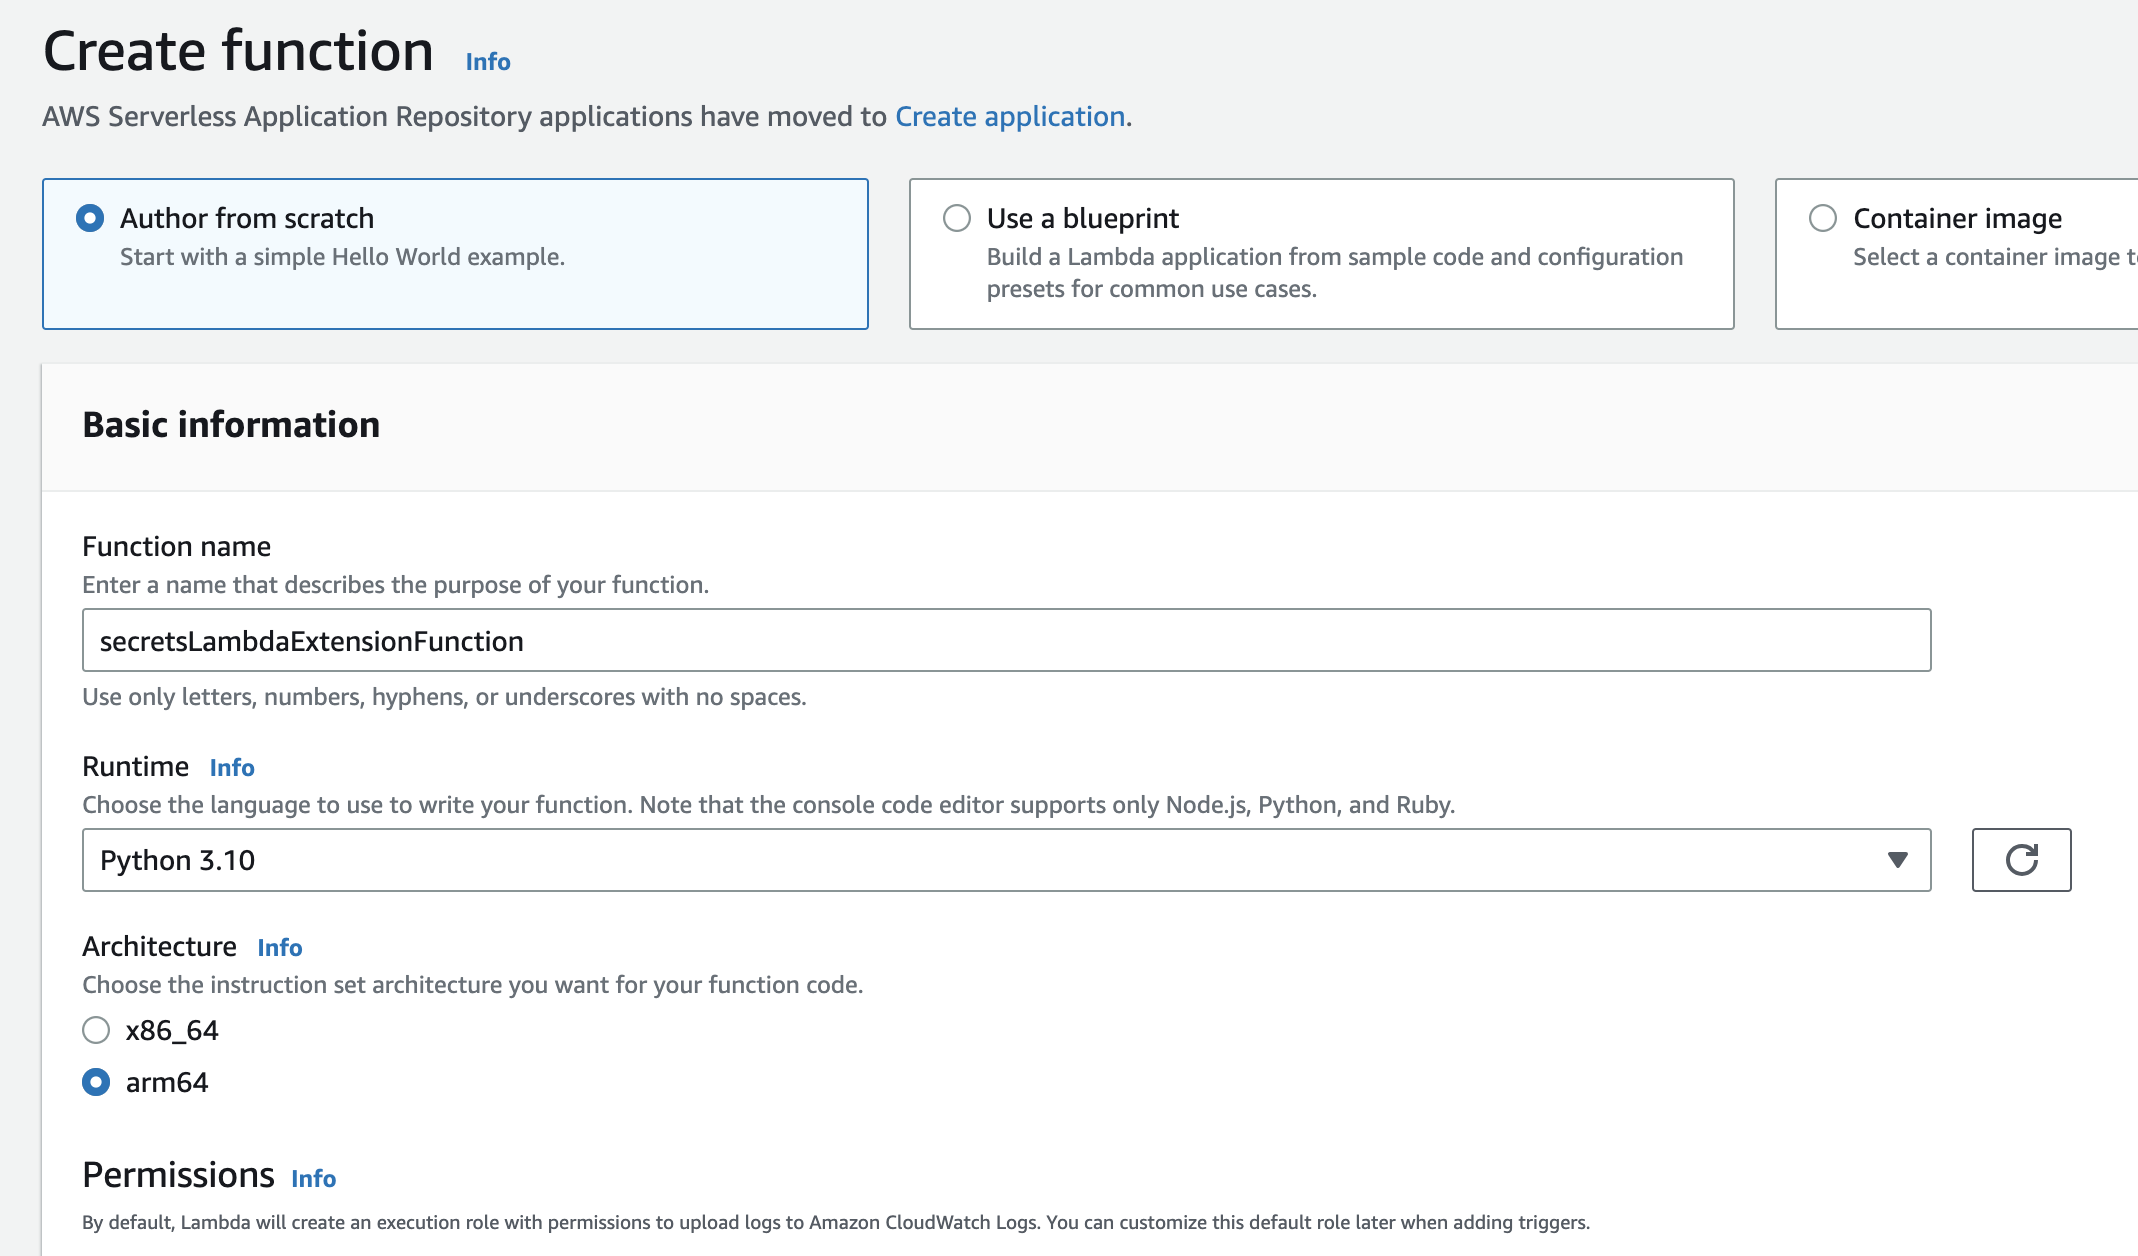 Create function Info
AWS Serverless Application Repository applications have moved to Create application.
Author from scratch
Start with a simple Hello World example.
Use a blueprint
Build a Lambda application from sample code and configuration
presets for common use cases.
Container image
Select a container image
Basic information
Function name
Enter a name that describes the purpose of your function.
secretsLambdaExtensionFunction
Use only letters, numbers, hyphens, or underscores with no spaces.
Runtime Info
Choose the language to use to write your function. Note that the console code editor supports only Node.js, Python, and Ruby.
Python 3.10
Architecture Info
Choose the instruction set architecture you want for your function code.
x86_64
arm64
Permissions Info
By default, Lambda will create an execution role with permissions to upload logs to Amazon CloudWatch Logs. You can customize this default role later when adding triggers.